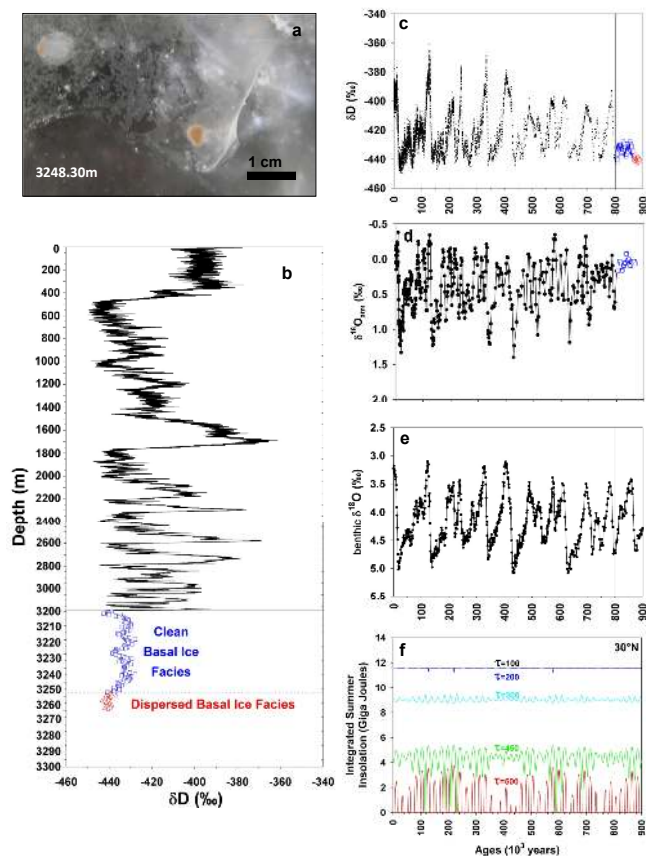 a
3248.30m
1 cm
b
0
200
400
600
800
1000
1200
1400
1600
1800
2000
2200
2400
2600
2800
3000
3200
3210
3220
3230
3240
3250
3260
3270
3280
3290
3300
Depth (m)
Clean
Basal Ice
Facies
Dispersed Basal Ice Facies
-460 -440 -420 -400 -380 -360 -340
δD (‰)
c
-340
-360
-380
-400
-420
-440
-460
δD (‰)
0 100 200 300 400 500 600 700 800 900
d
-0.5
0.0
0.5
1.0
1.5
2.0
δ18Oatm (‰)
e
2.5
3.0
3.5
4.0
4.5
5.0
5.5
benthic δ18O (‰)
0 100 200 300 400 500 600 700 800 900
f
30°N
14
12
10
8
6
4
2
0
Integrated Summer
Insolation (Giga Joules)
τ=100
τ=200
τ=300
τ=400
τ=500
0 100 200 300 400 500 600 700 800 900
Ages (10³ years)